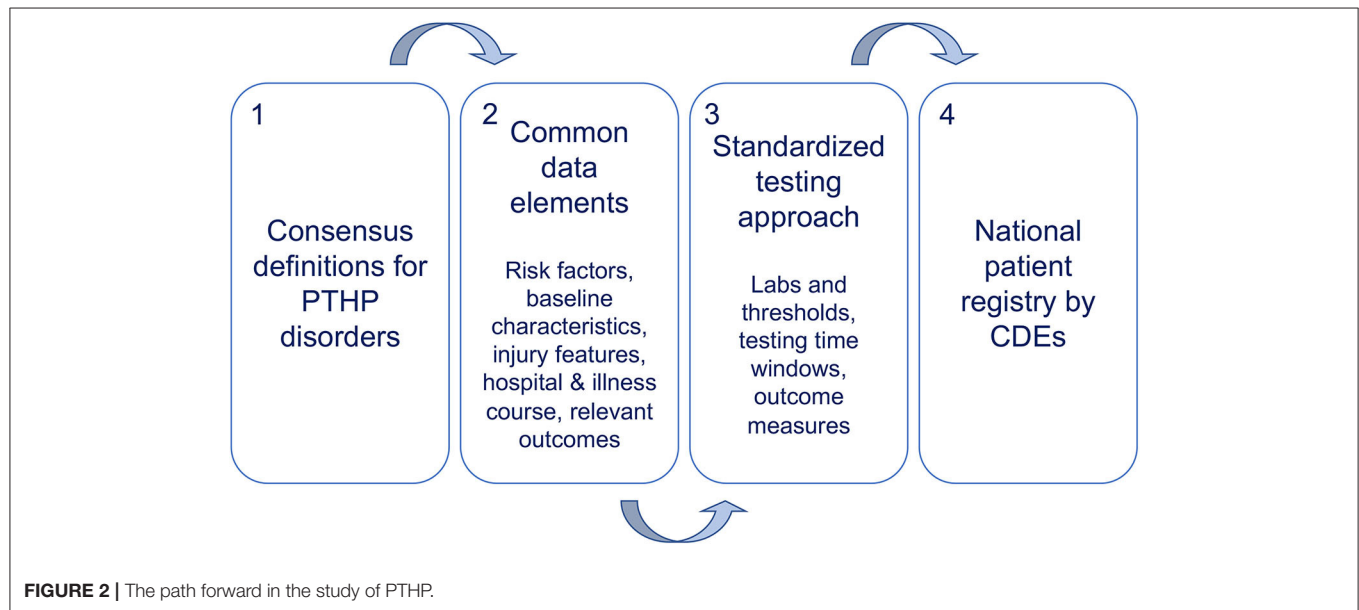 1
Consensus
definitions for
PTHP
disorders
2
Common
data
elements
Risk factors,
baseline
characteristics,
injury features,
hospital & illness
course, relevant
outcomes
3
Standardized
testing
approach
Labs and
thresholds,
testing time
windows,
outcome
measures
4
National
patient
registry by
CDEs
FIGURE 2 | The path forward in the study of PTHP.